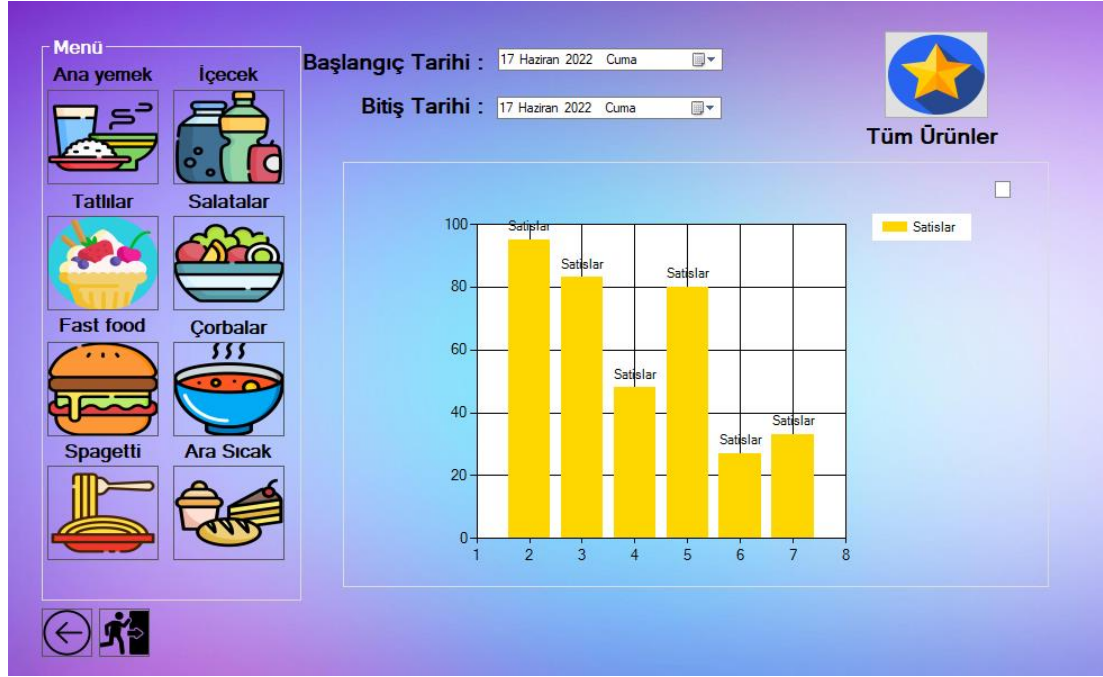 Menü
Ana yemek
İçecek
Tatlılar
Salatalar
Fast food
Çorbalar
Spagetti
Ara Sıcak
Başlangıç Tarihi :
17 Haziran 2022 Cuma
Bitiş Tarihi :
17 Haziran 2022 Cuma
Tüm Ürünler
100
80
60
40
20
0
Satislar
Satislar
Satislar
Satislar
Satislar
Satislar
1 2 3 4 5 6 7 8
Satislar